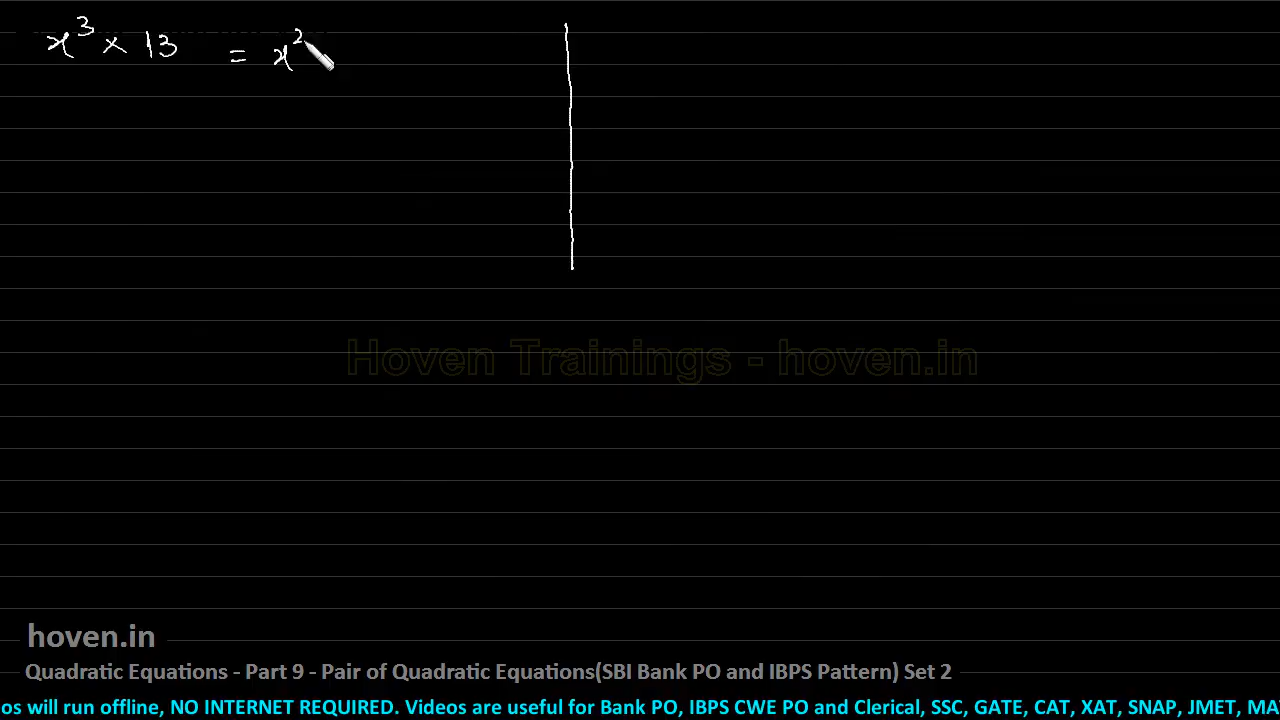 x³ × 13 = x²
Hoven Trainings - hoven.in
hoven.in
Quadratic Equations - Part 9 - Pair of Quadratic Equations(SBI Bank PO and IBPS Pattern) Set 2
os will run offline, NO INTERNET REQUIRED. Videos are useful for Bank PO, IBPS CWE PO and Clerical, SSC, GATE, CAT, XAT, SNAP, JMET, MA